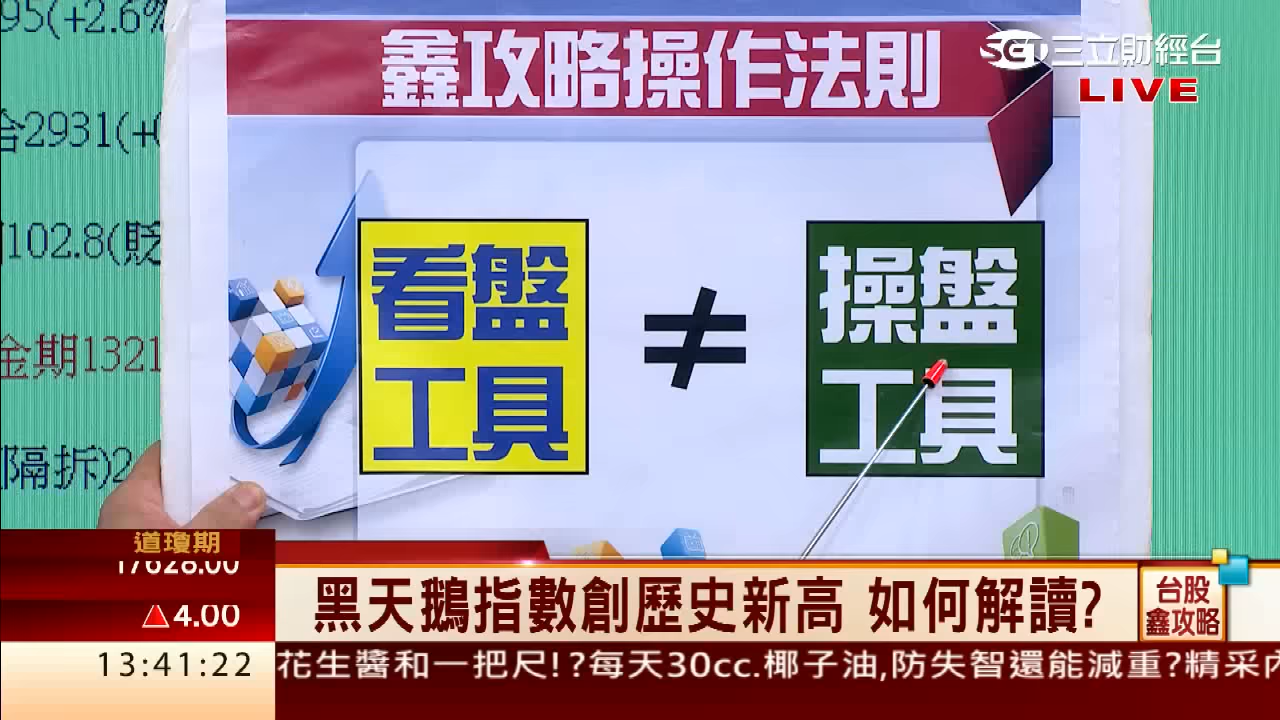 95(+2.6%
鑫攻略操作法則
SET三立財經台
LIVE
合2931(+0
102.8(貶
金期1321
隔拆)2
看盤
工具
≠
操盤
工具
道瓊期
17628.00
▲4.00
13:41:22
黑天鵝指數創歷史新高 如何解讀?
台股
鑫攻略
花生醬和一把尺!?每天30cc.椰子油,防失智還能減重?精采內